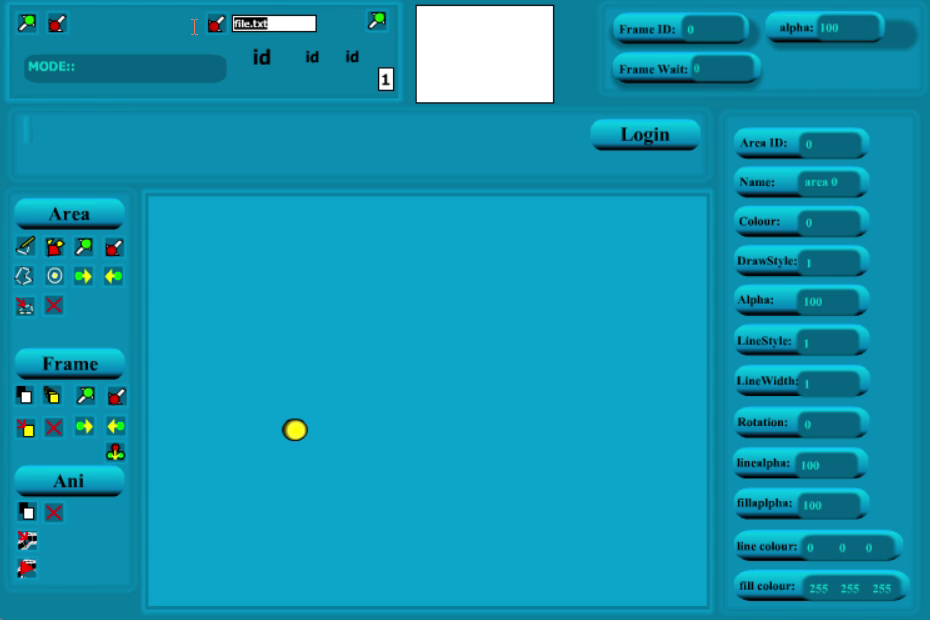 file.txt
MODE::
id id id
1
Frame ID: 0
alpha: 100
Frame Wait: 0
Login
Area
Frame
Ani
Area ID: 0
Name: area 0
Colour: 0
DrawStyle: 1
Alpha: 100
LineStyle: 1
LineWidth: 1
Rotation: 0
linealpha: 100
fillaplpha: 100
line colour: 0 0 0
fill colour: 255 255 255